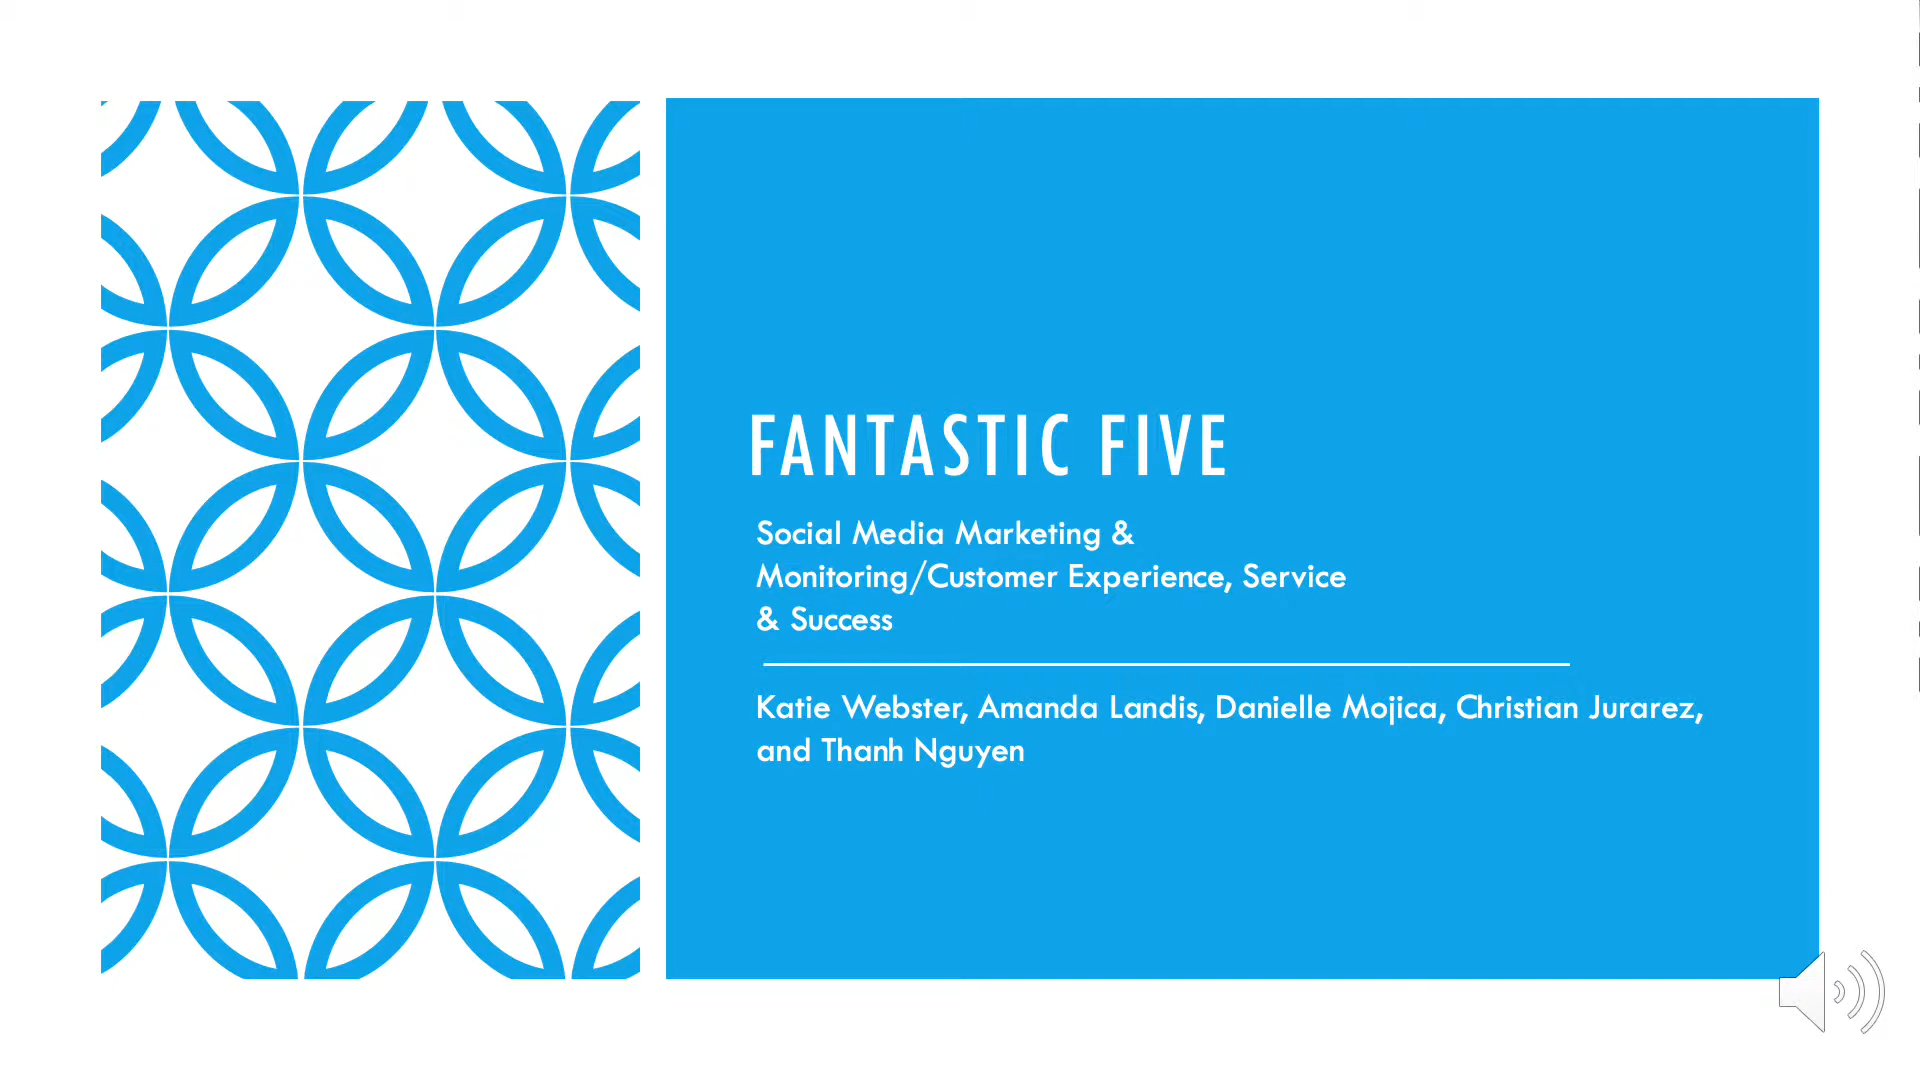 FANTASTIC FIVE
Social Media Marketing &
Monitoring/Customer Experience, Service
& Success
Katie Webster, Amanda Landis, Danielle Mojica, Christian Jurarez,
and Thanh Nguyen